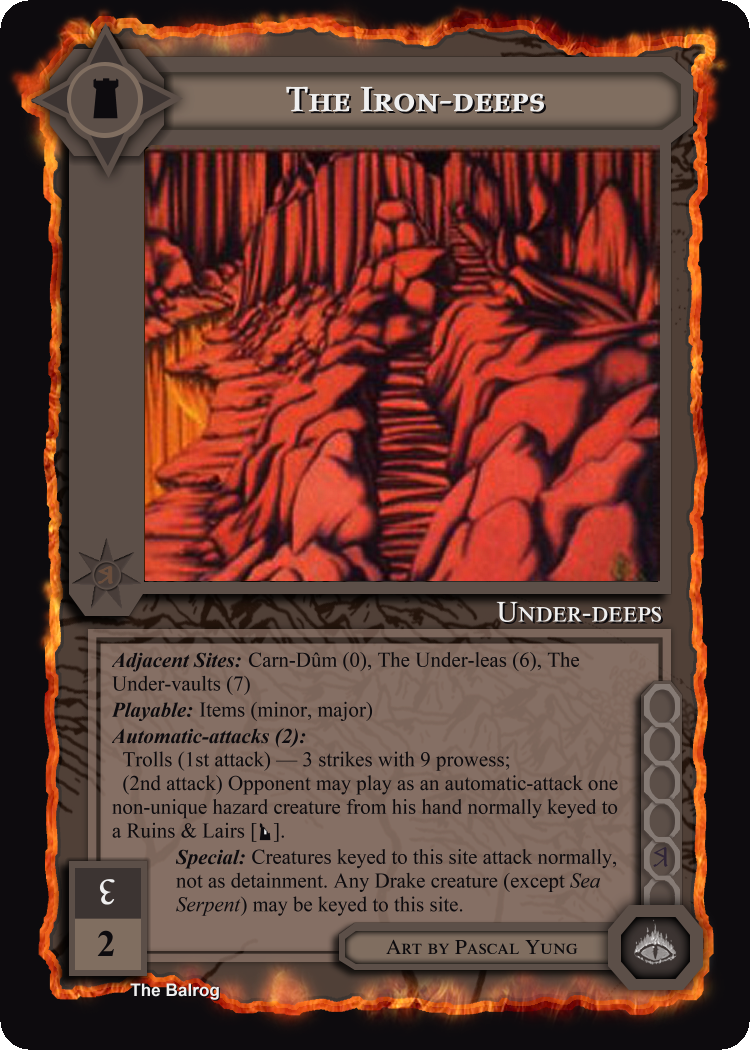 The Iron-deeps
Under-deeps
Adjacent Sites: Carn-Dûm (0), The Under-leas (6), The
Under-vaults (7)
Playable: Items (minor, major)
Automatic-attacks (2):
Trolls (1st attack) — 3 strikes with 9 prowess;
(2nd attack) Opponent may play as an automatic-attack one
non-unique hazard creature from his hand normally keyed to
a Ruins & Lairs [].
Special: Creatures keyed to this site attack normally,
not as detainment. Any Drake creature (except Sea
Serpent) may be keyed to this site.
2
Art by Pascal Yung
The Balrog